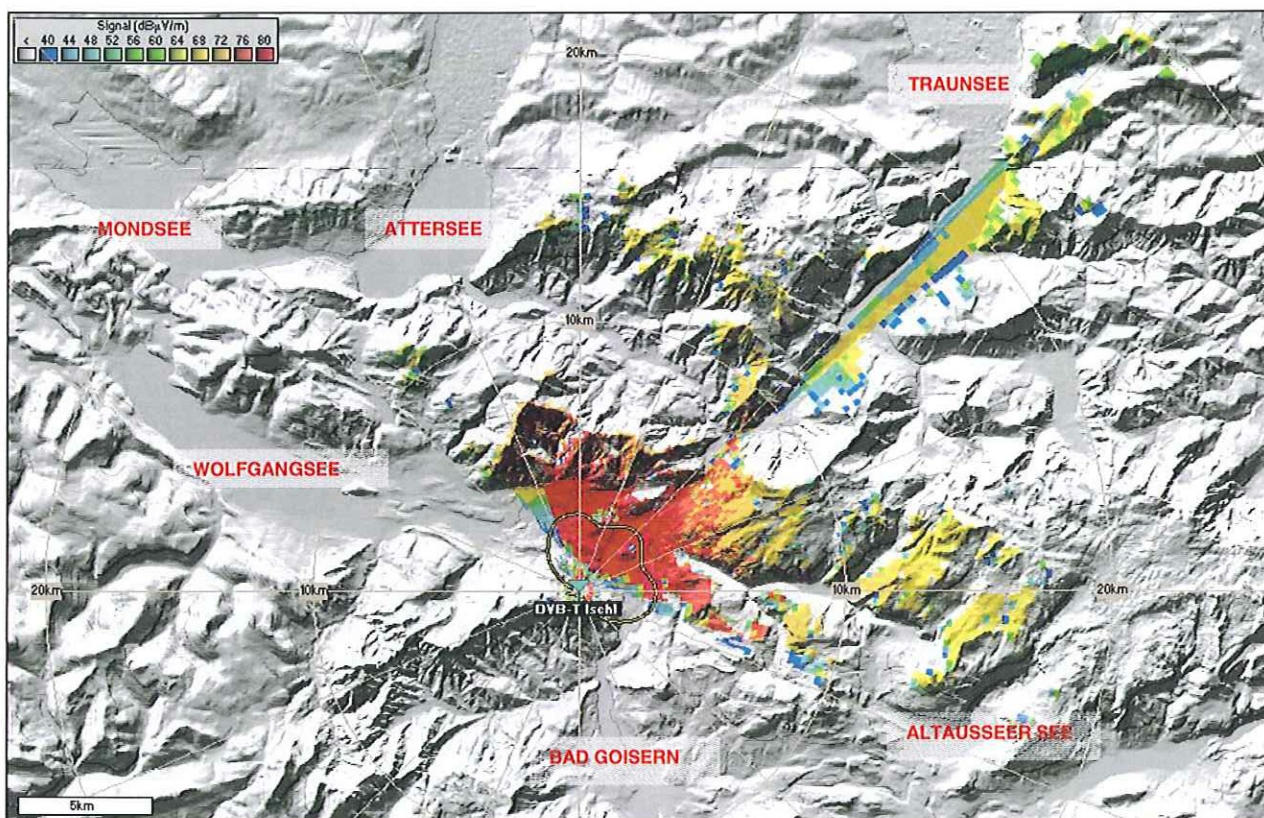 Signal (dBµV/m)
< 40 44 48 52 56 60 64 68 72 76 80
20km
TRAUNSEE
MONDSEE
ATTERSEE
10km
WOLFGANGSEE
20km
10km
10km
20km
DVB-T Ischl
ALTAUSSEER SEE
BAD GOISERN
5km